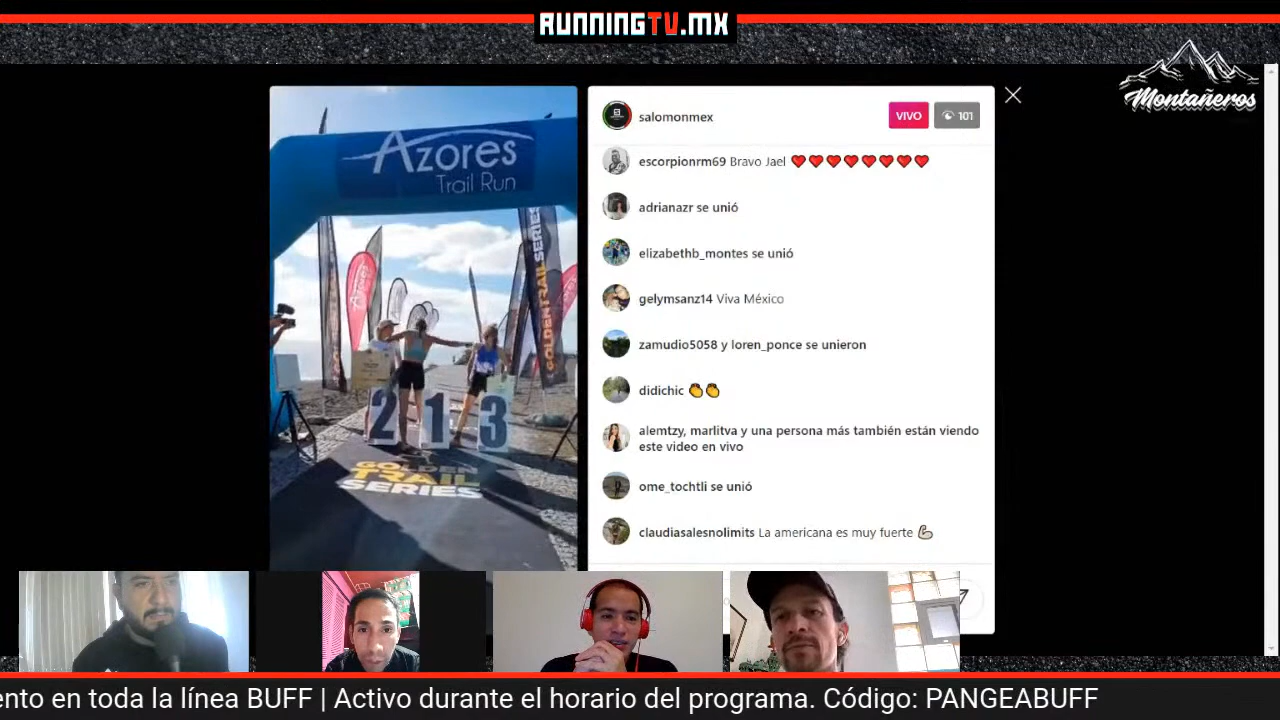 RUNNINGTV.MX
Montañeros
Azores
Trail Run
Azores
GOLDENTRAILSERIES
2 1 3
GOLDEN
TRAIL
SERIES
salomonmex
VIVO
101
escorpionrm69 Bravo Jael ❤️❤️❤️❤️❤️❤️❤️❤️
adrianazr se unió
elizabethb_montes se unió
gelymsanz14 Viva México
zamudio5058 y loren_ponce se unieron
didichic 👏👏
alemtzy, marlitva y una persona más también están viendo
este video en vivo
ome_tochtli se unió
claudiasalesnolimits La americana es muy fuerte 💪
ento en toda la línea BUFF | Activo durante el horario del programa. Código: PANGEABUFF